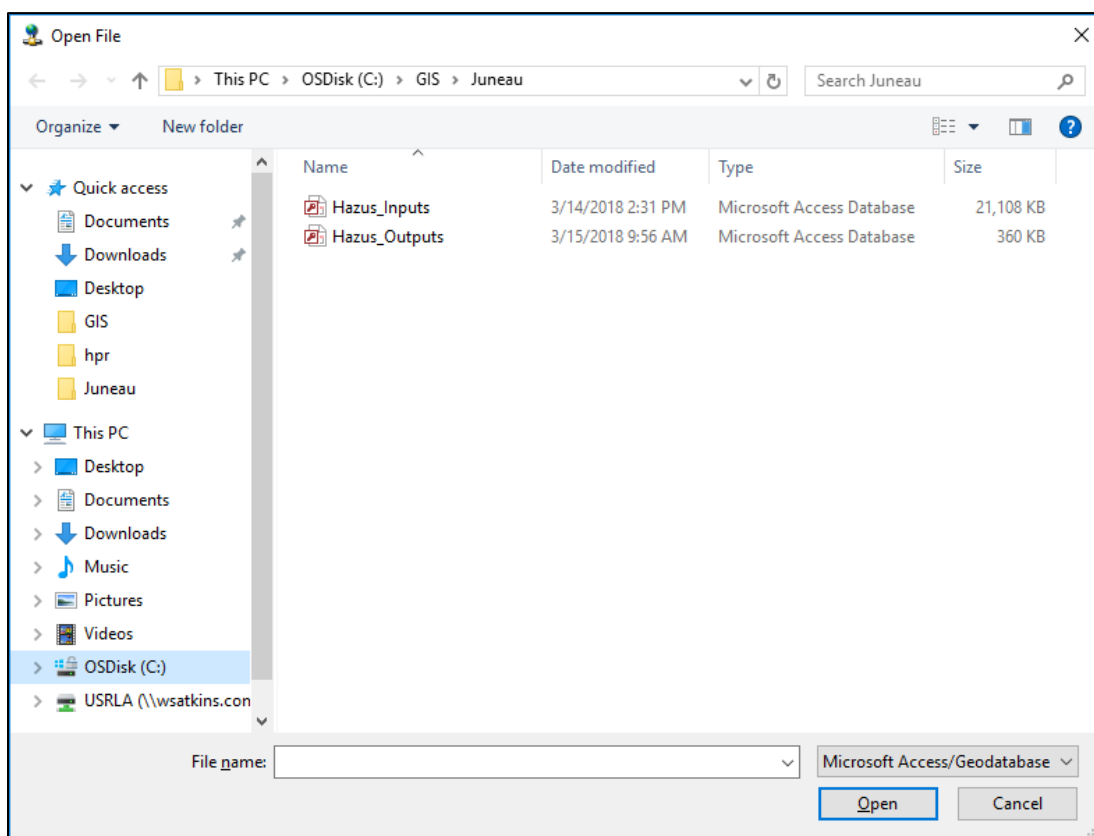 Open File
This PC > OSDisk (C:) > GIS > Juneau
Search Juneau
Organize
New folder
Name Date modified Type Size
Hazus_Inputs 3/14/2018 2:31 PM Microsoft Access Database 21,108 KB
Hazus_Outputs 3/15/2018 9:56 AM Microsoft Access Database 360 KB
Quick access
Documents
Downloads
Desktop
GIS
hpr
Juneau
This PC
Desktop
Documents
Downloads
Music
Pictures
Videos
OSDisk (C:)
USRLA (\\wsatkins.con
File name:
Microsoft Access/Geodatabase
Open
Cancel